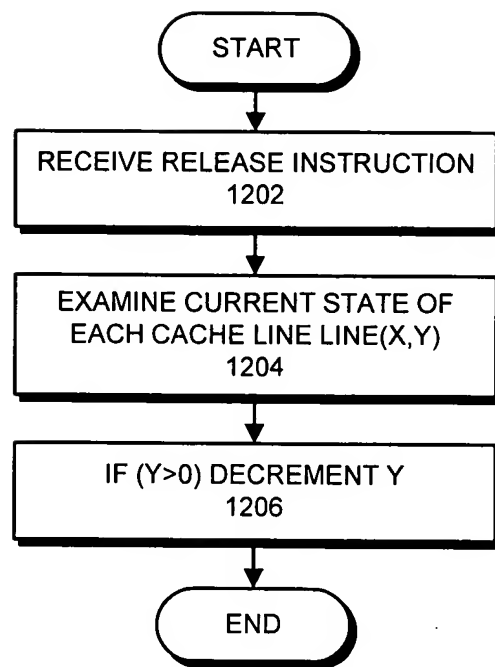 START
RECEIVE RELEASE INSTRUCTION
1202
EXAMINE CURRENT STATE OF
EACH CACHE LINE LINE(X,Y)
1204
IF (Y>0) DECREMENT Y
1206
END